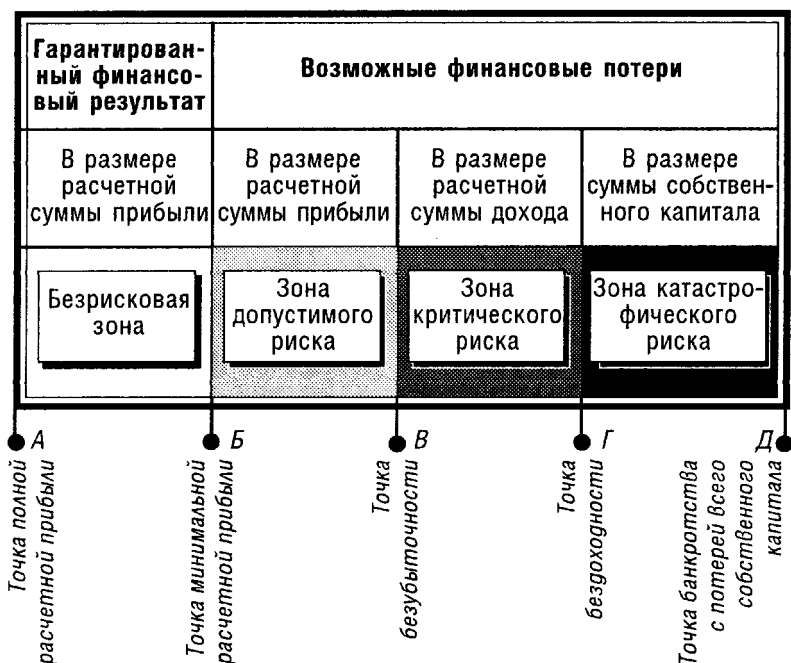 Гарантирован-
ный финансо-
вый результат
Возможные финансовые потери
В размере
расчетной
суммы прибыли
В размере
расчетной
суммы прибыли
В размере
расчетной
суммы дохода
В размере
суммы собствен-
ного капитала
Безрисковая
зона
Зона
допустимого
риска
Зона
критического
риска
Зона катастро-
фического
риска
А
Б
В
Г
Д
Точка полной
расчетной прибыли
Точка минимальной
расчетной прибыли
Точка
безубыточности
Точка
бездоходности
Точка банкротства
с потерей всего
собственного
капитала